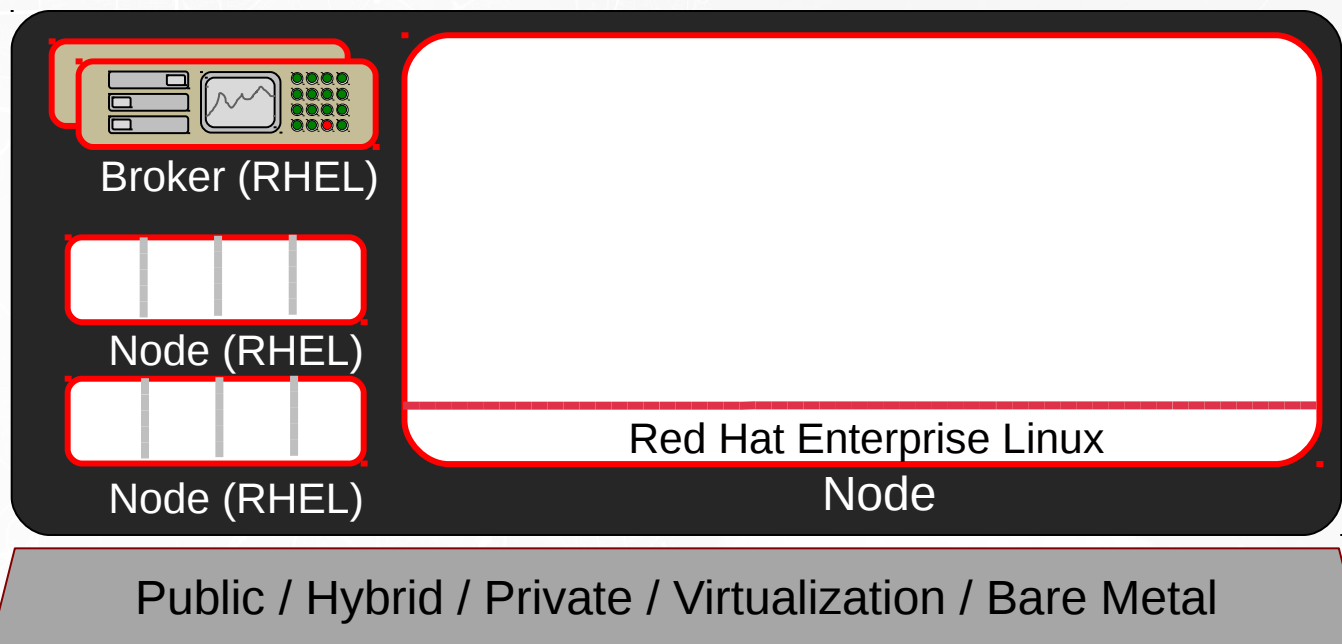 Broker (RHEL)
Node (RHEL)
Node (RHEL)
Red Hat Enterprise Linux
Node
Public / Hybrid / Private / Virtualization / Bare Metal